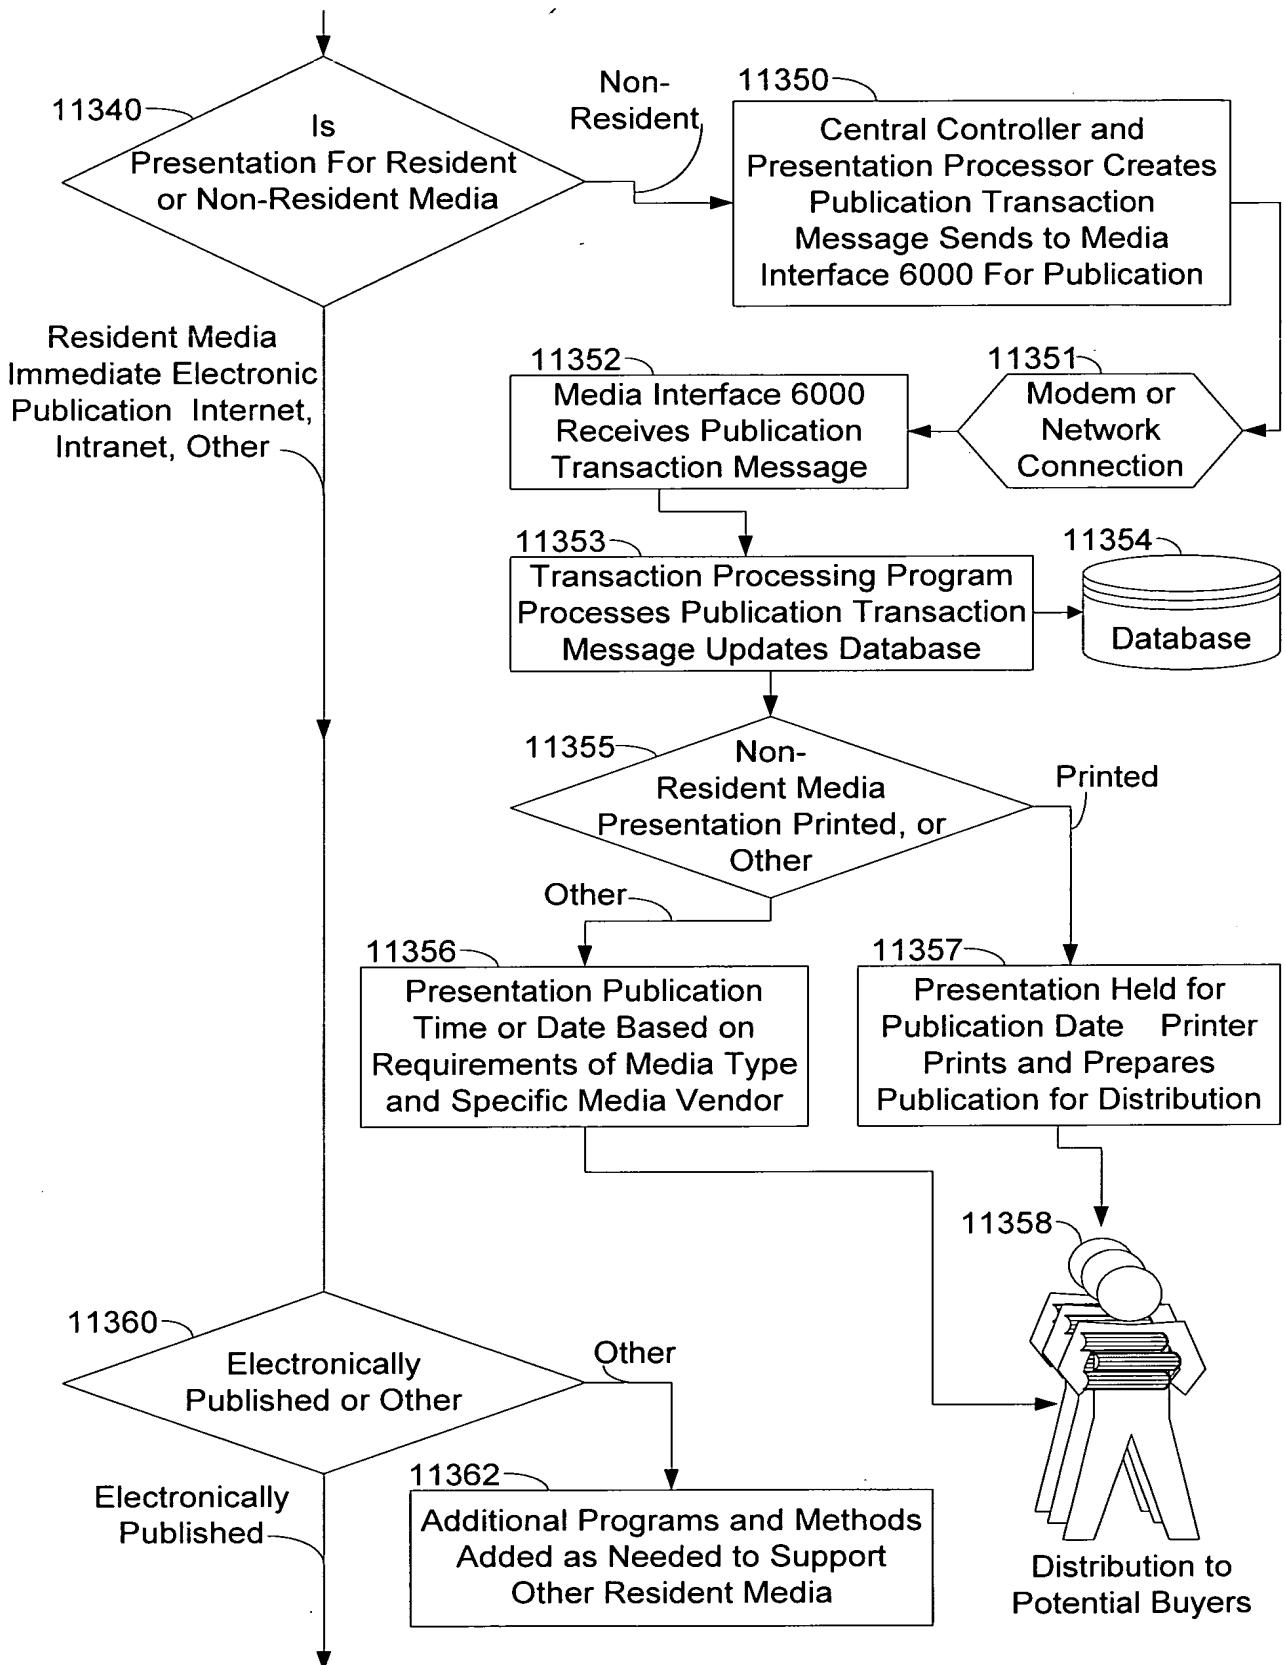 11340
Is
Presentation For Resident
or Non-Resident Media
Non-
Resident
11350
Central Controller and
Presentation Processor Creates
Publication Transaction
Message Sends to Media
Interface 6000 For Publication
Resident Media
Immediate Electronic
Publication Internet,
Intranet, Other
11351
Modem or
Network
Connection
11352
Media Interface 6000
Receives Publication
Transaction Message
11353
Transaction Processing Program
Processes Publication Transaction
Message Updates Database
11354
Database
11355
Non-
Resident Media
Presentation Printed, or
Other
Printed
Other
11356
Presentation Publication
Time or Date Based on
Requirements of Media Type
and Specific Media Vendor
11357
Presentation Held for
Publication Date Printer
Prints and Prepares
Publication for Distribution
11358
Distribution to
Potential Buyers
11360
Electronically
Published or Other
Other
11362
Additional Programs and Methods
Added as Needed to Support
Other Resident Media
Electronically
Published